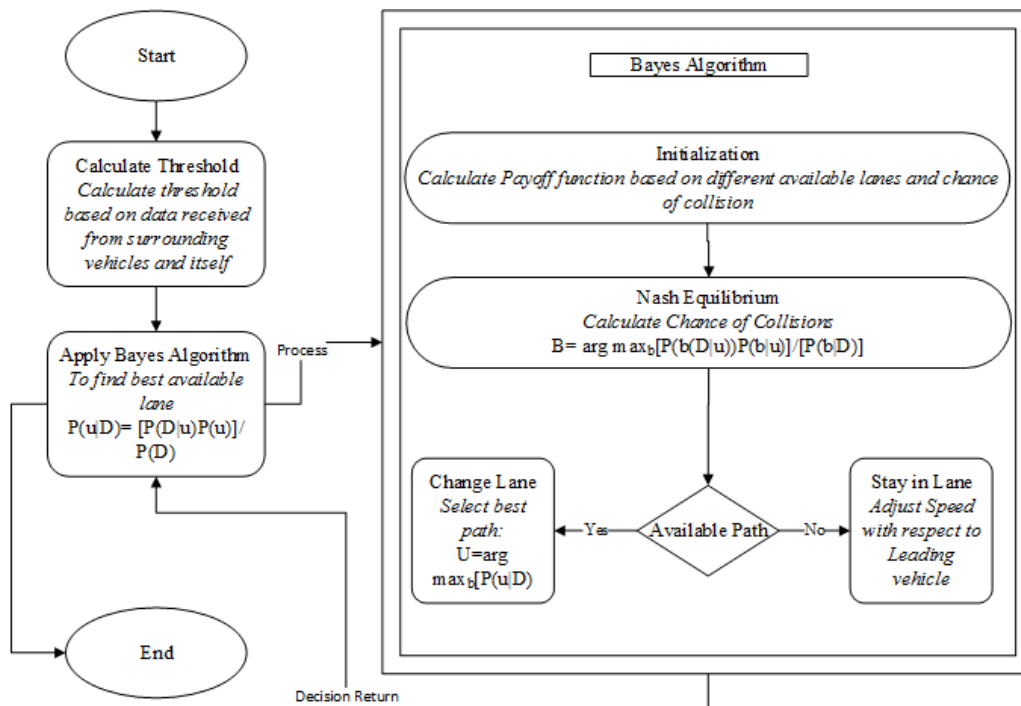 Start
Calculate Threshold
Calculate threshold
based on data received
from surrounding
vehicles and itself
Apply Bayes Algorithm
To find best available
lane
P(u|D)= [P(D|u)P(u)]/
P(D)
Process
End
Decision Return
Bayes Algorithm
Initialization
Calculate Payoff function based on different available lanes and chance
of collision
Nash Equilibrium
Calculate Chance of Collisions
B= arg max_b[P(b(D|u))P(b|u)]/[P(b|D)]
Available Path
Yes
No
Change Lane
Select best
path:
U=arg
max_b[P(u|D)
Stay in Lane
Adjust Speed
with respect to
Leading
vehicle